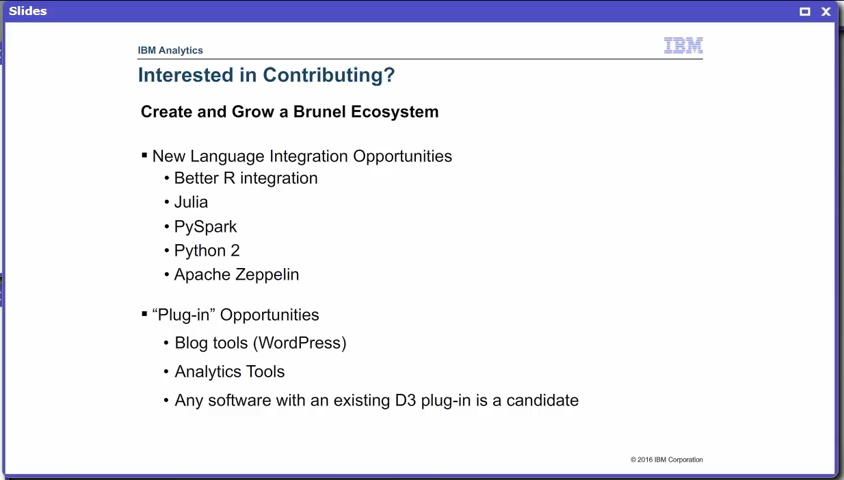 Slides
IBM Analytics
IBM
Interested in Contributing?
Create and Grow a Brunel Ecosystem
▪ New Language Integration Opportunities
• Better R integration
• Julia
• PySpark
• Python 2
• Apache Zeppelin
▪ “Plug-in” Opportunities
• Blog tools (WordPress)
• Analytics Tools
• Any software with an existing D3 plug-in is a candidate
© 2016 IBM Corporation